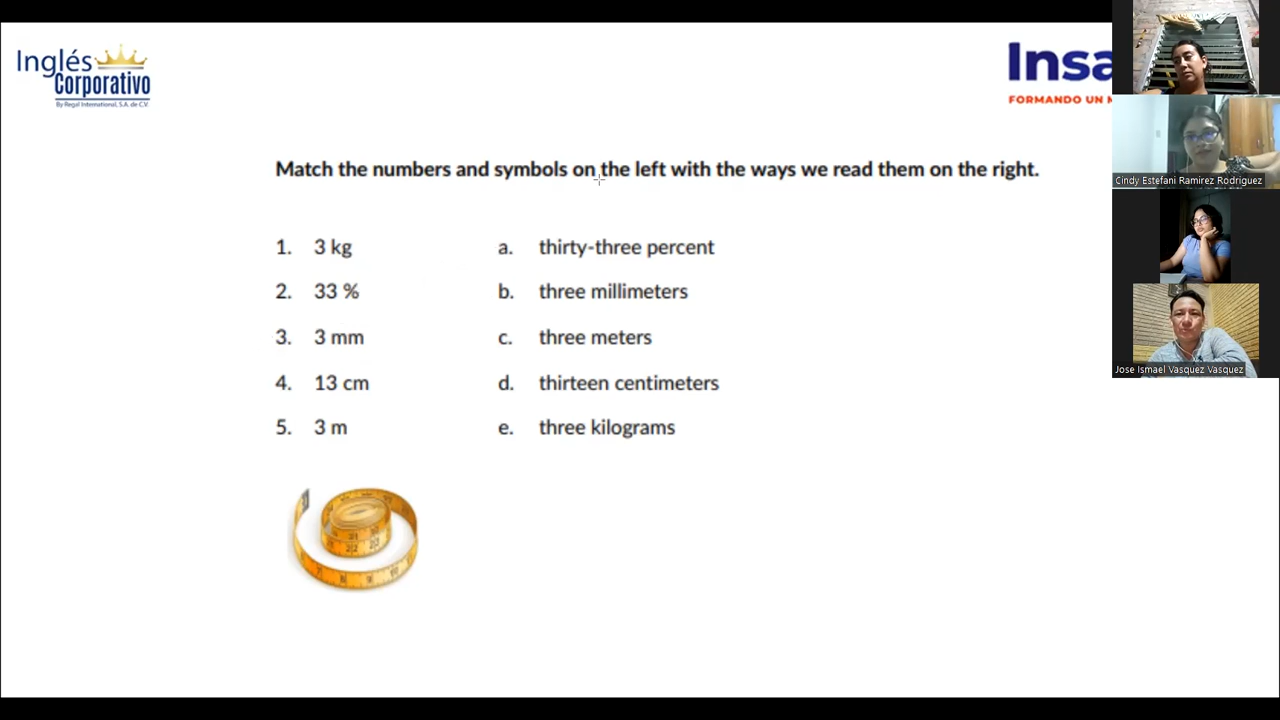 Inglés
Corporativo
By Regal International, S.A. de C.V.
Insa
FORMANDO UN
Match the numbers and symbols on the left with the ways we read them on the right.
1. 3 kg a. thirty-three percent
2. 33 % b. three millimeters
3. 3 mm c. three meters
4. 13 cm d. thirteen centimeters
5. 3 m e. three kilograms
Cindy Estefani Ramirez Rodriguez
Jose Ismael Vasquez Vasquez